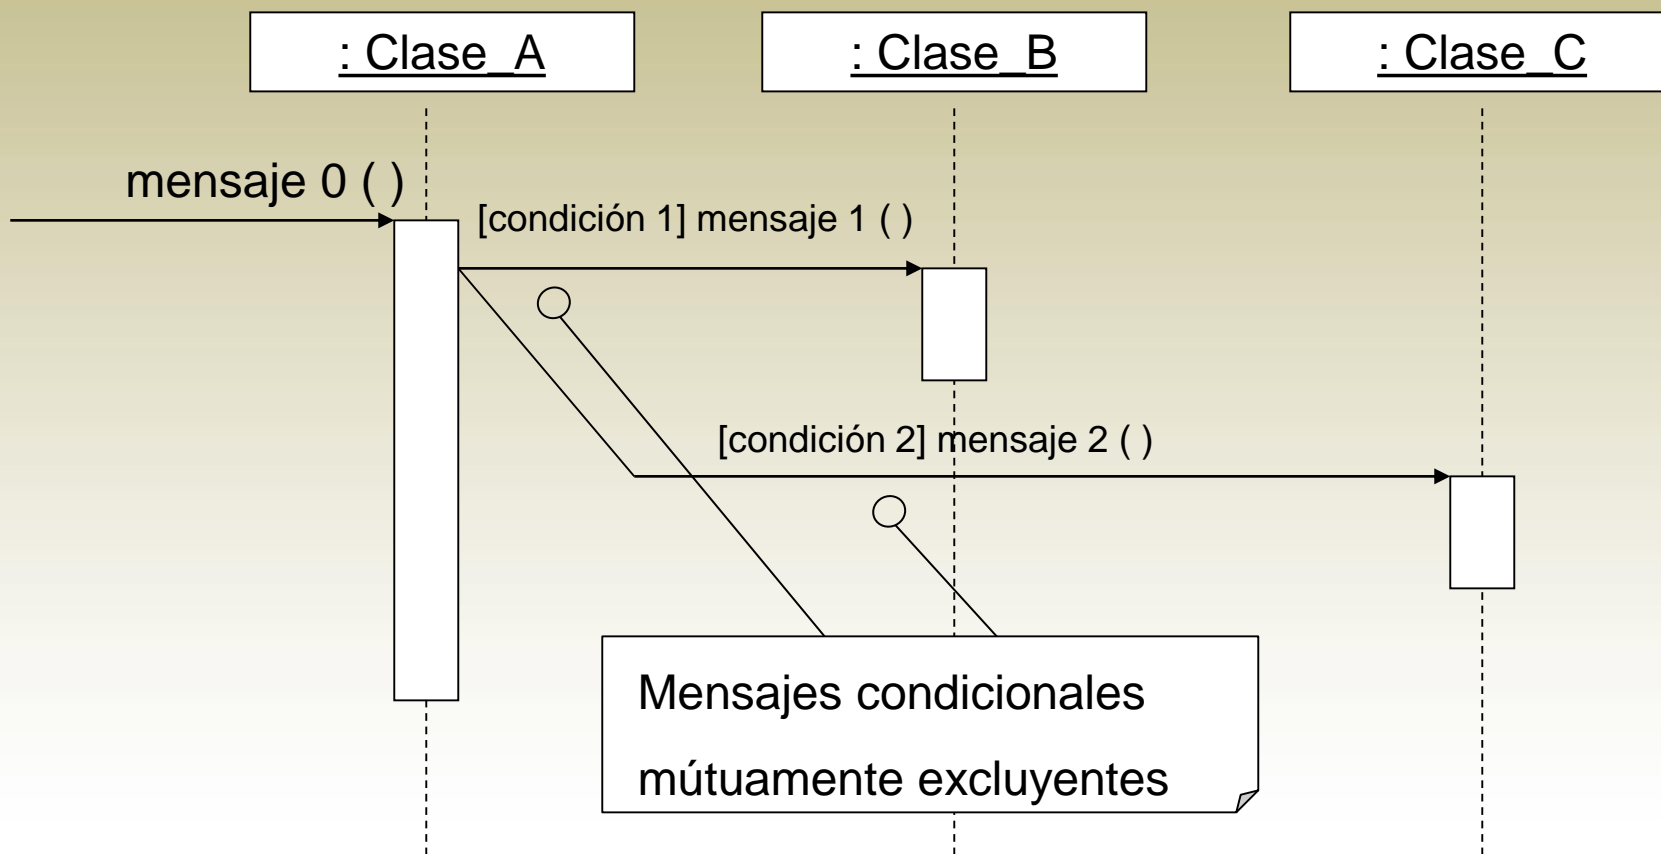 : Clase_A
: Clase_B
: Clase_C
mensaje 0 ( )
[condición 1] mensaje 1 ( )
[condición 2] mensaje 2 ( )
Mensajes condicionales
mútuamente excluyentes